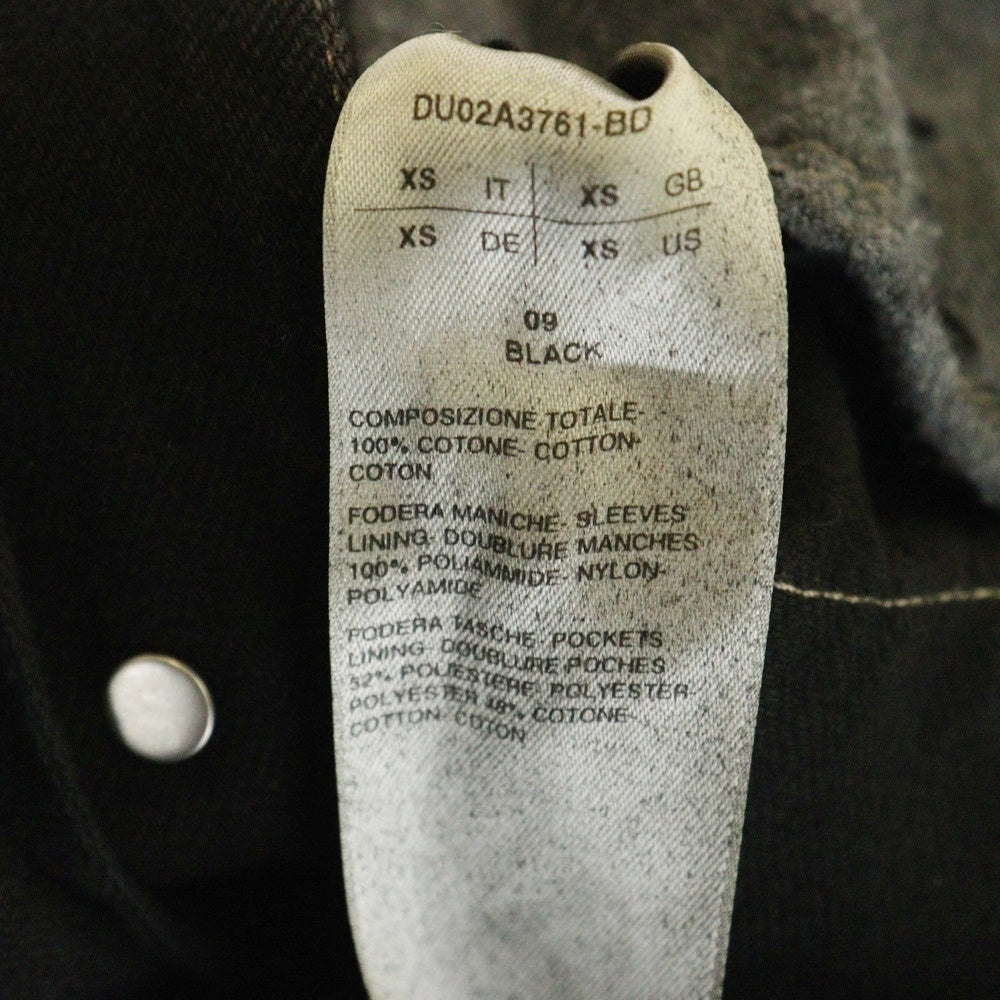 DU02A3761-BD
XS IT XS GB
XS DE XS US
09
BLACK
COMPOSIZIONE TOTALE-
100% COTONE- COTTON-
COTON
FODERA MANICHE- SLEEVES
LINING- DOUBLURE MANCHES
100% POLIAMMIDE- NYLON-
POLYAMIDE
FODERA TASCHE- POCKETS
LINING- DOUBLURE POCHES
52% POLIESTERE- POLYESTER-
POLYESTER 48% COTONE-
COTTON- COTON